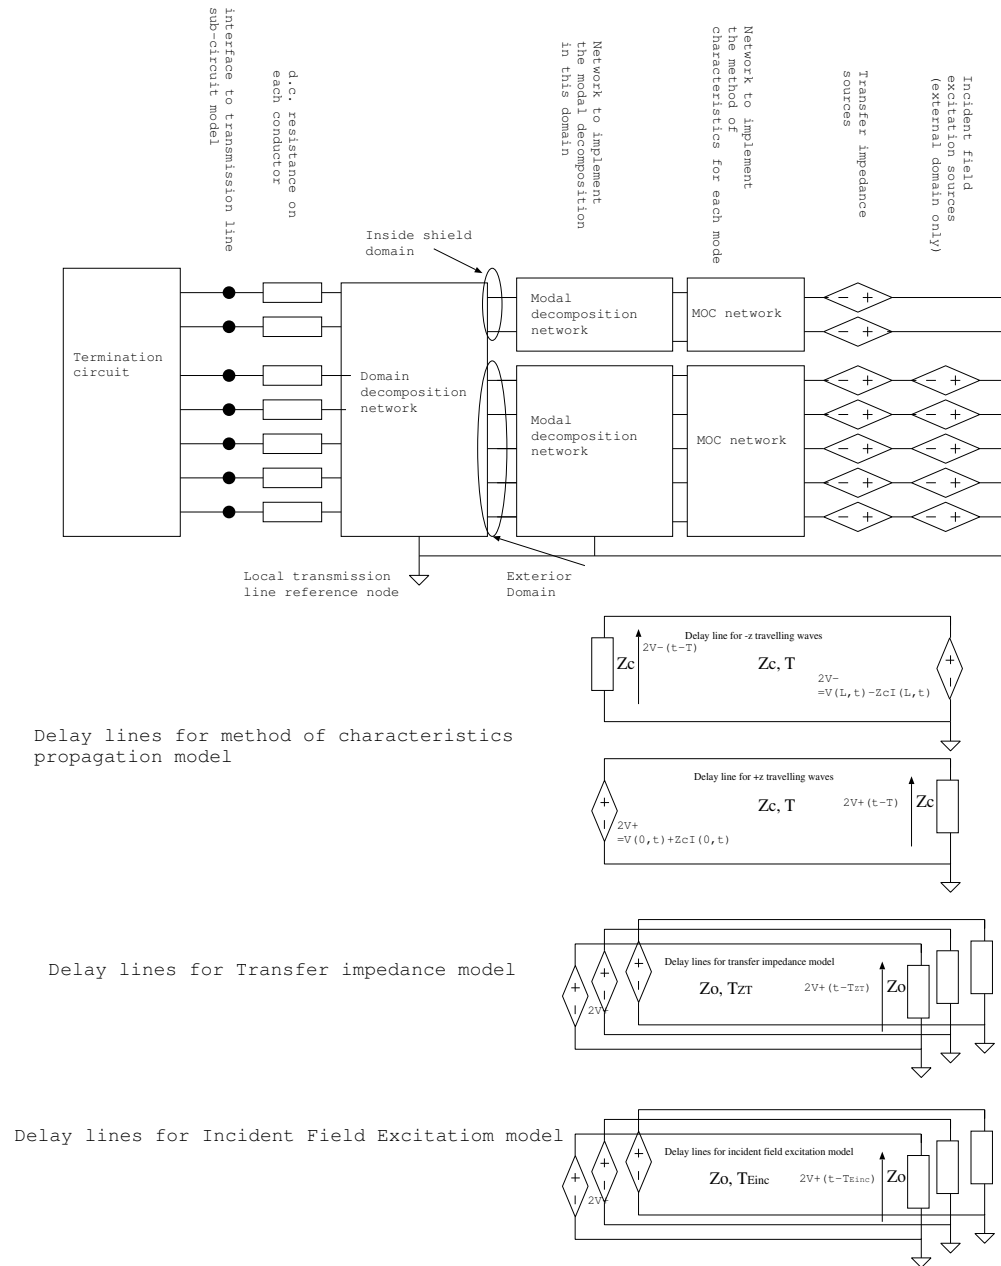 interface to transmission line
sub-circuit model
d.c. resistance on
each conductor
Network to implement
the modal decomposition
in this domain
Network to implement
the method of
characteristics for each mode
Transfer impedance
sources
Incident field
excitation sources
(external domain only)
Inside shield
domain
Termination
circuit
Domain
decomposition
network
Modal
decomposition
network
MOC network
- +
- +
Modal
decomposition
network
MOC network
- + - +
- + - +
- + - +
- + - +
- + - +
Local transmission
line reference node
Exterior
Domain
Delay lines for method of characteristics
propagation model
Delay line for -z travelling waves
2V-(t-T)
Zc
Zc, T
2V-
=V(L,t)-ZcI(L,t)
+
-
Delay line for +z travelling waves
Zc, T
2V+(t-T)
Zc
+
-
2V+
=V(0,t)+ZcI(0,t)
Delay lines for Transfer impedance model
Delay lines for transfer impedance model
Zo, TZT
2V+(t-TZT)
Zo
+
-
+
-
+
-
2V+
Delay lines for Incident Field Excitatiom model
Delay lines for incident field excitation model
Zo, TEinc
2V+(t-TEinc)
Zo
+
-
+
-
+
-
2V+